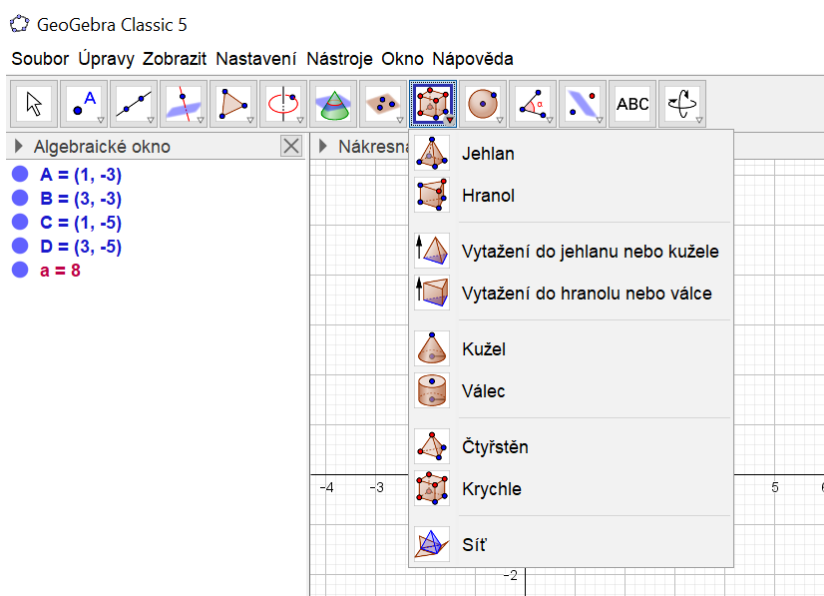 GeoGebra Classic 5
Soubor Úpravy Zobrazit Nastavení Nástroje Okno Nápověda
A α ABC
Algebraické okno
Nákresn
A = (1, -3)
B = (3, -3)
C = (1, -5)
D = (3, -5)
a = 8
Jehlan
Hranol
Vytažení do jehlanu nebo kužele
Vytažení do hranolu nebo válce
Kužel
Válec
Čtyřstěn
Krychle
Síť
-4 -3 5 6
-2